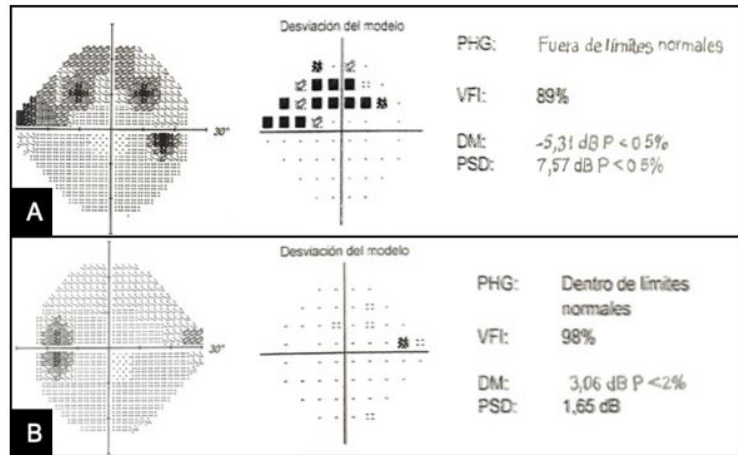 Desviación del modelo
30°
PHG: Fuera de límites normales
VFI: 89%
DM: -5,31 dB P < 0 5%
PSD: 7,57 dB P < 0 5%
A
Desviación del modelo
30°
PHG: Dentro de límites
normales
VFI: 98%
DM: 3,06 dB P <2%
PSD: 1,65 dB
B